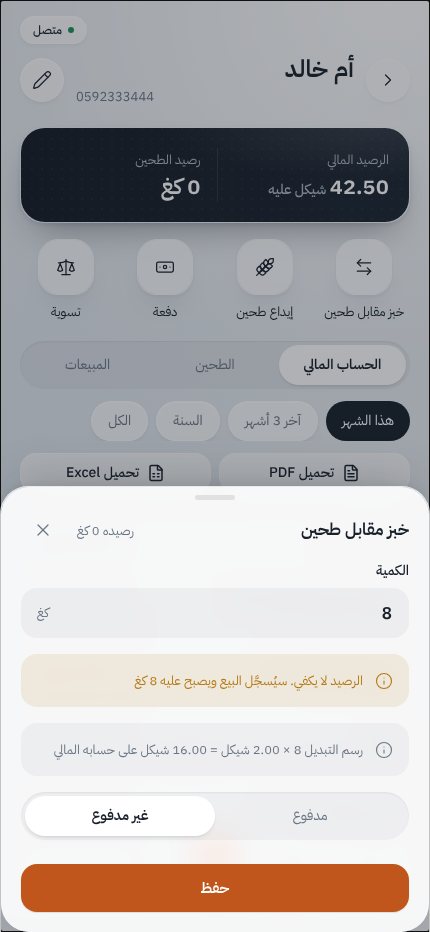 متصل
أم خالد
0592333444
الرصيد المالي
42.50 شيكل عليه
رصيد الطحين
0 كغ
خبز مقابل طحين
إيداع طحين
دفعة
تسوية
الحساب المالي
الطحين
المبيعات
هذا الشهر
آخر 3 أشهر
السنة
الكل
تحميل PDF
تحميل Excel
خبز مقابل طحين
رصيده 0 كغ
الكمية
8
كغ
الرصيد لا يكفي. سيُسجَّل البيع ويصبح عليه 8 كغ
رسم التبديل 8 × 2.00 شيكل = 16.00 شيكل على حسابه المالي
مدفوع
غير مدفوع
حفظ